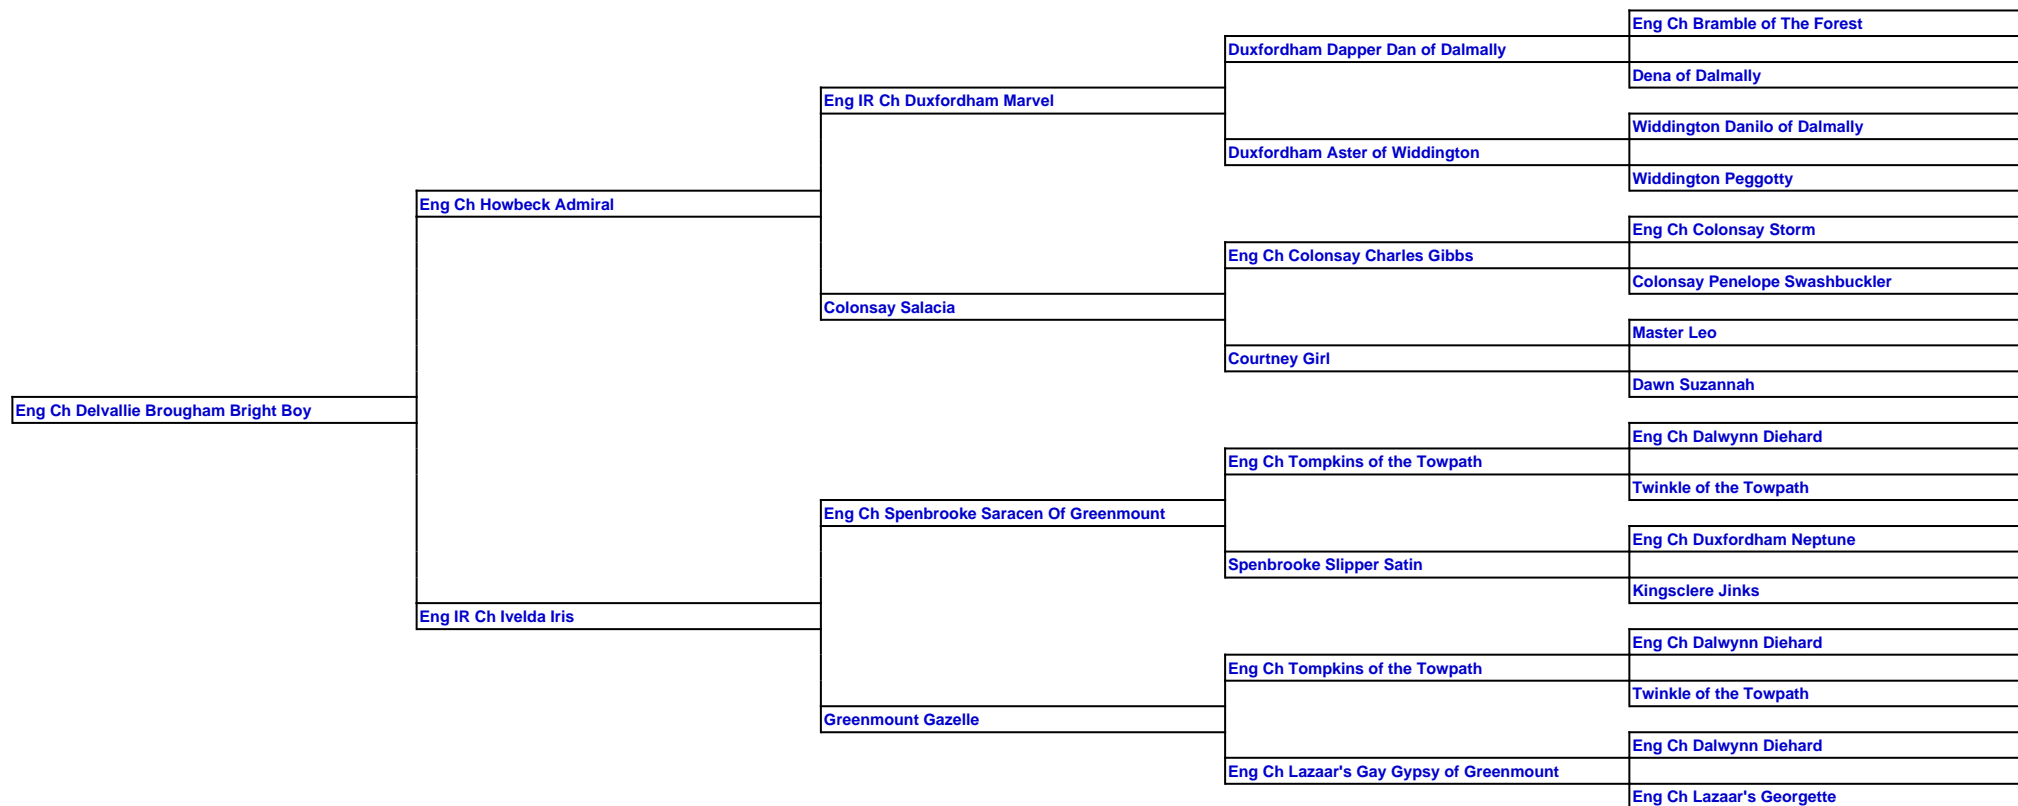 Eng Ch Bramble of The Forest
Duxfordham Dapper Dan of Dalmally
Dena of Dalmally
Eng IR Ch Duxfordham Marvel
Widdington Danilo of Dalmally
Duxfordham Aster of Widdington
Widdington Peggotty
Eng Ch Howbeck Admiral
Eng Ch Colonsay Storm
Eng Ch Colonsay Charles Gibbs
Colonsay Penelope Swashbuckler
Colonsay Salacia
Master Leo
Courtney Girl
Dawn Suzannah
Eng Ch Delvallie Brougham Bright Boy
Eng Ch Dalwynn Diehard
Eng Ch Tompkins of the Towpath
Twinkle of the Towpath
Eng Ch Spenbrooke Saracen Of Greenmount
Eng Ch Duxfordham Neptune
Spenbrooke Slipper Satin
Kingsclere Jinks
Eng IR Ch Ivelda Iris
Eng Ch Dalwynn Diehard
Eng Ch Tompkins of the Towpath
Twinkle of the Towpath
Greenmount Gazelle
Eng Ch Dalwynn Diehard
Eng Ch Lazaar's Gay Gypsy of Greenmount
Eng Ch Lazaar's Georgette